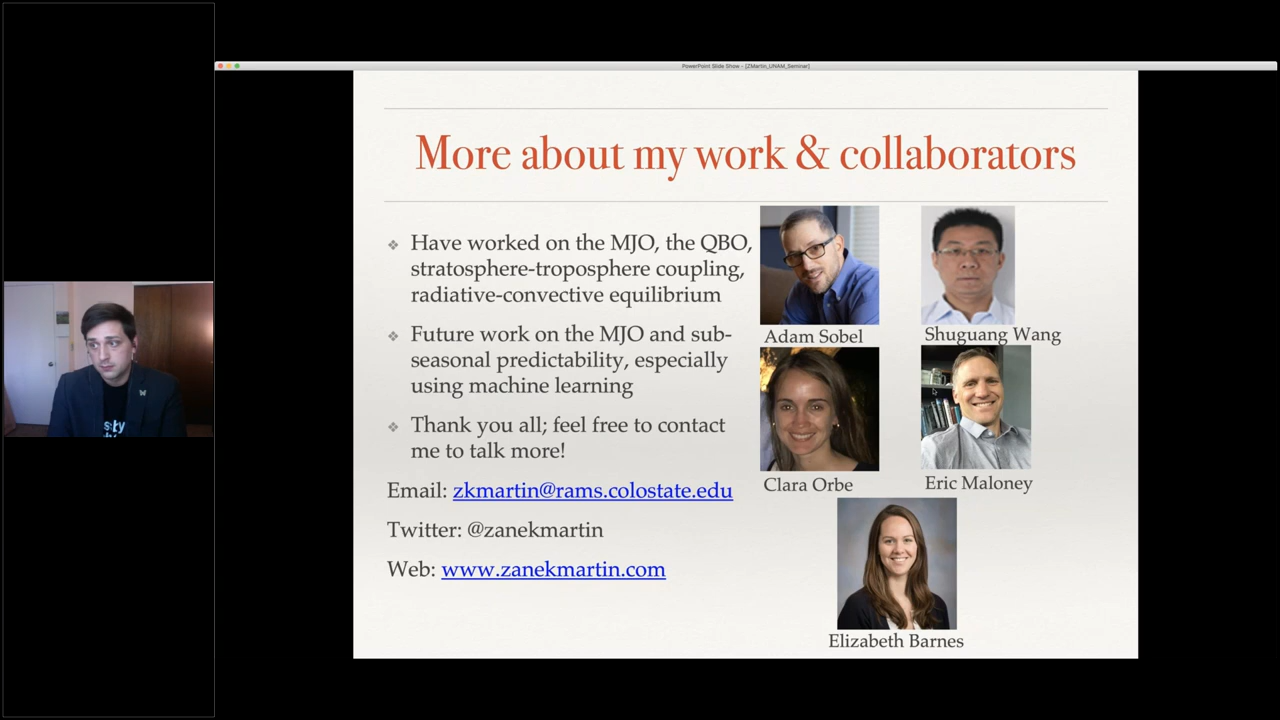 PowerPoint Slide Show - [ZMartin_UNAM_Seminar]
More about my work & collaborators
❖ Have worked on the MJO, the QBO,
stratosphere-troposphere coupling,
radiative-convective equilibrium
❖ Future work on the MJO and sub-
seasonal predictability, especially
using machine learning
❖ Thank you all; feel free to contact
me to talk more!
Email: zkmartin@rams.colostate.edu
Twitter: @zanekmartin
Web: www.zanekmartin.com
Adam Sobel
Shuguang Wang
Clara Orbe
Eric Maloney
Elizabeth Barnes